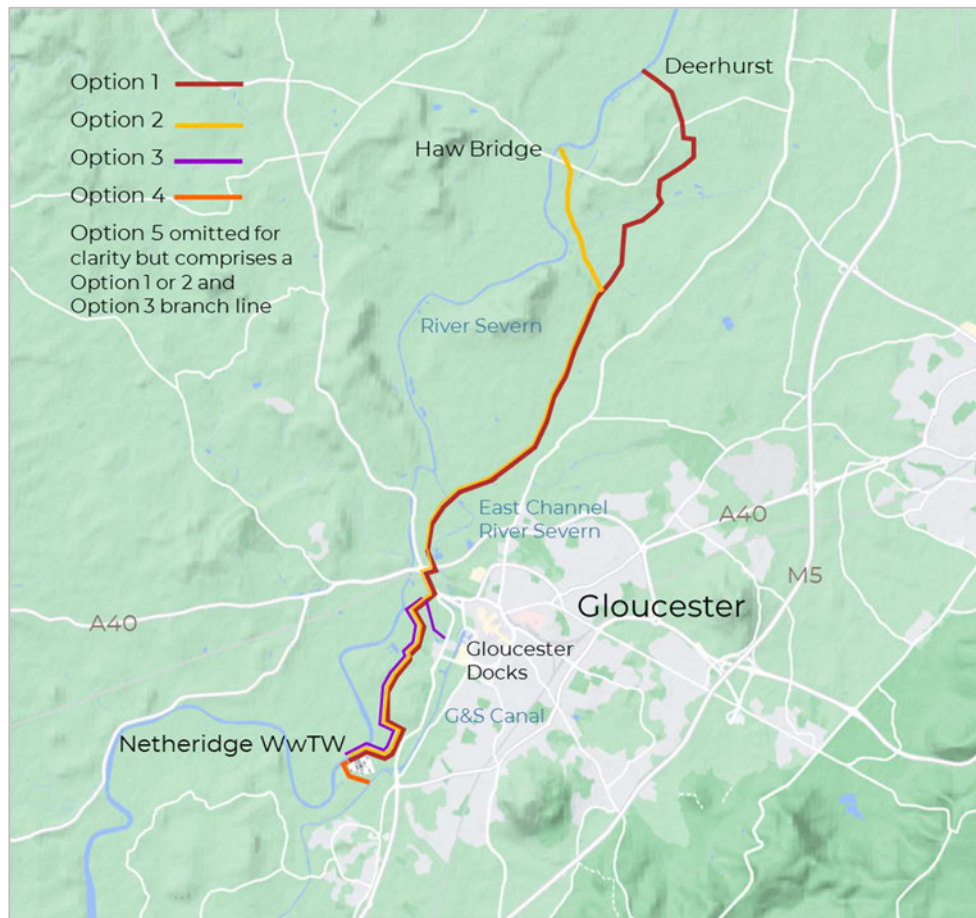 Option 1
Option 2
Option 3
Option 4
Option 5 omitted for
clarity but comprises a
Option 1 or 2 and
Option 3 branch line
Deerhurst
Haw Bridge
River Severn
East Channel
River Severn
A40
M5
Gloucester
A40
Gloucester
Docks
G&S Canal
Netheridge WwTW